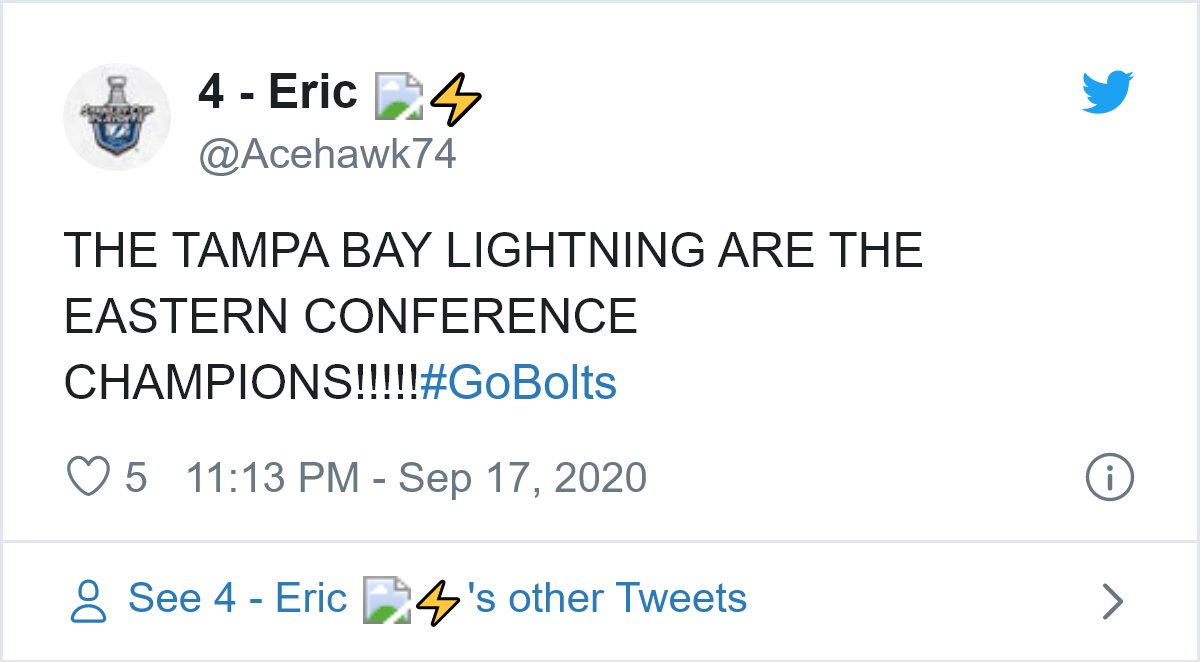 4 - Eric ⚡
@Acehawk74
THE TAMPA BAY LIGHTNING ARE THE
EASTERN CONFERENCE
CHAMPIONS!!!!!#GoBolts
5 11:13 PM - Sep 17, 2020
See 4 - Eric ⚡'s other Tweets